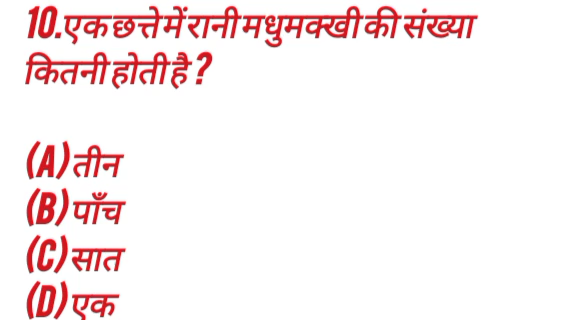 10.एक छत्ते में रानी मधुमक्खी की संख्या
कितनी होती है ?
(A) तीन
(B) पाँच
(C) सात
(D) एक